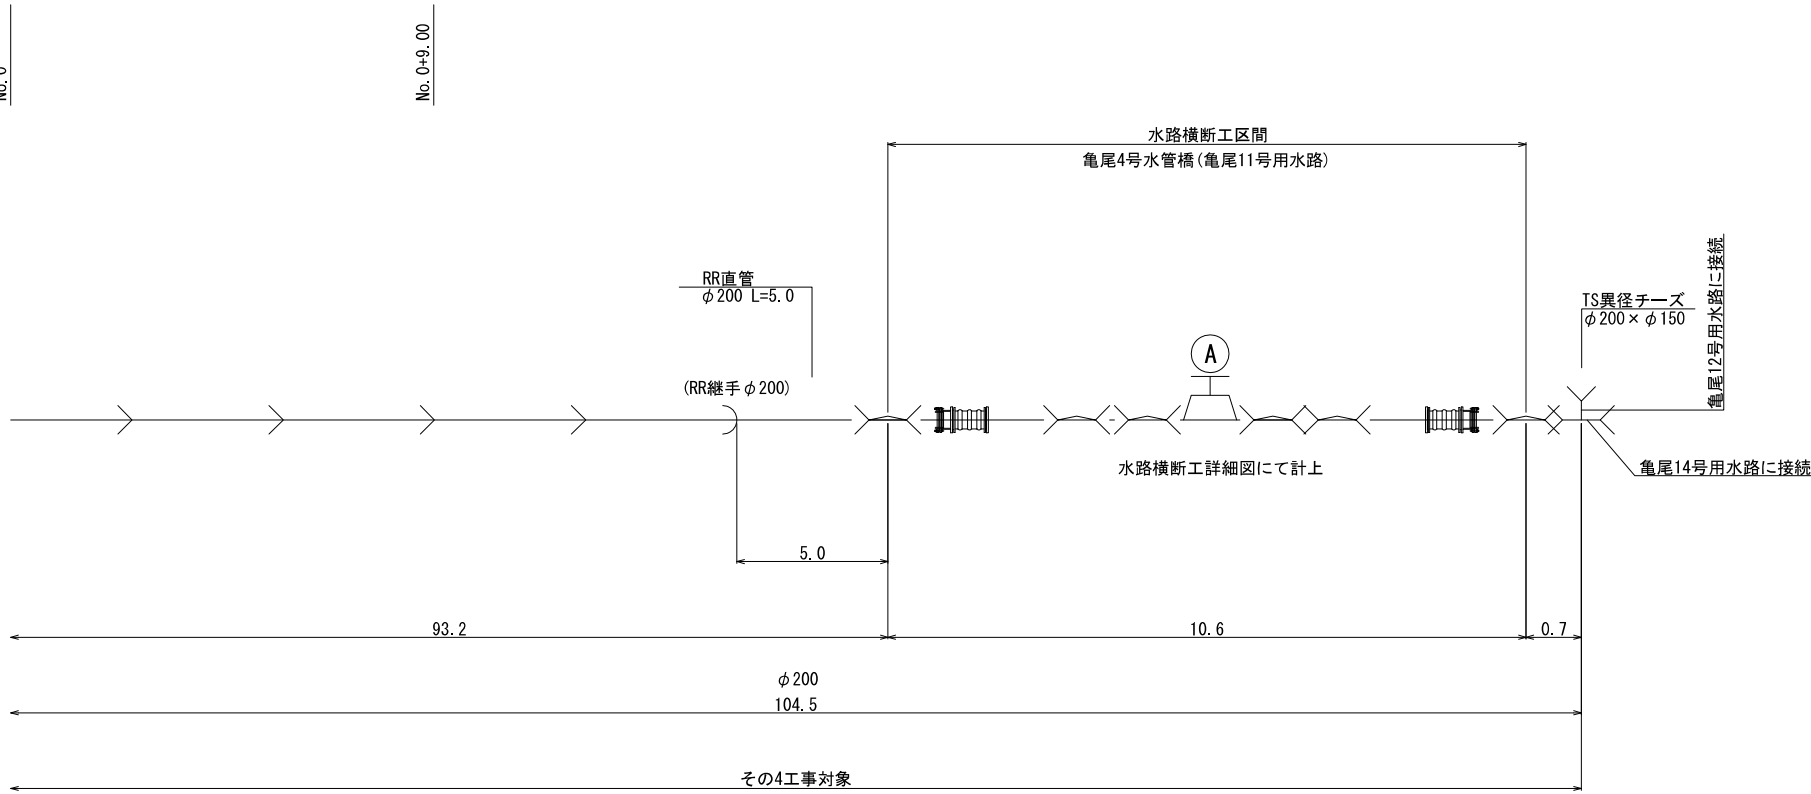 No.0
No.0+9.00
水路横断工区間
亀尾4号水管橋(亀尾11号用水路)
RR直管
φ200 L=5.0
(RR継手φ200)
A
TS異径チーズ
φ200×φ150
亀尾12号用水路に接続
水路横断工詳細図にて計上
亀尾14号用水路に接続
5.0
93.2
10.6
0.7
φ200
104.5
その4工事対象